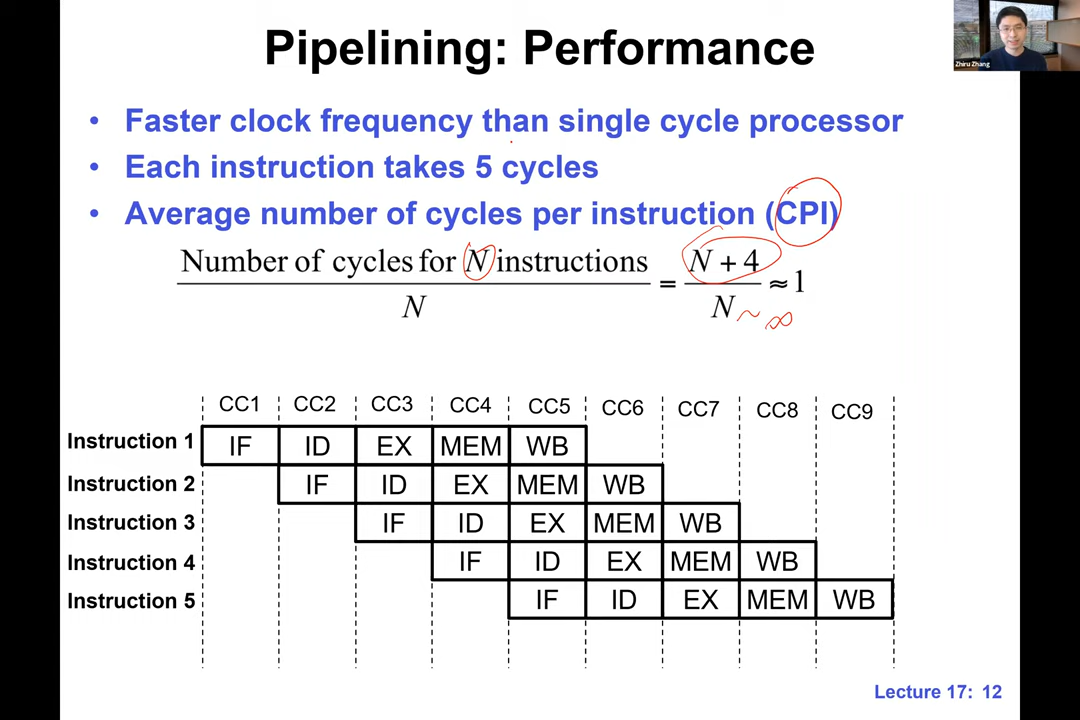 Pipelining: Performance
Zhiru Zhang
• Faster clock frequency than single cycle processor
• Each instruction takes 5 cycles
• Average number of cycles per instruction (CPI)
Number of cycles for N instructions
N
=
N + 4
N
≈ 1
~ ∞
CC1 CC2 CC3 CC4 CC5 CC6 CC7 CC8 CC9
Instruction 1 IF ID EX MEM WB
Instruction 2 IF ID EX MEM WB
Instruction 3 IF ID EX MEM WB
Instruction 4 IF ID EX MEM WB
Instruction 5 IF ID EX MEM WB
Lecture 17: 12